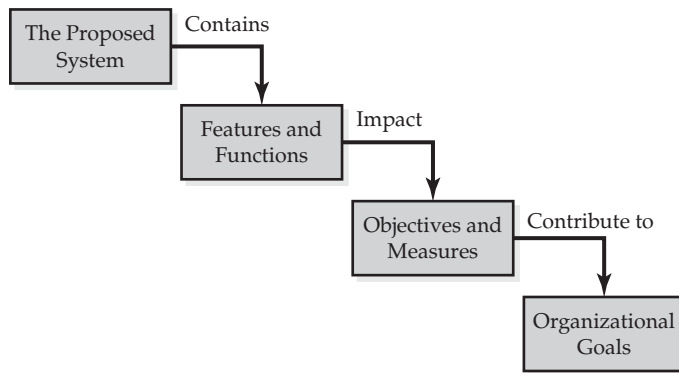 The Proposed
System
Contains
Features and
Functions
Impact
Objectives and
Measures
Contribute to
Organizational
Goals